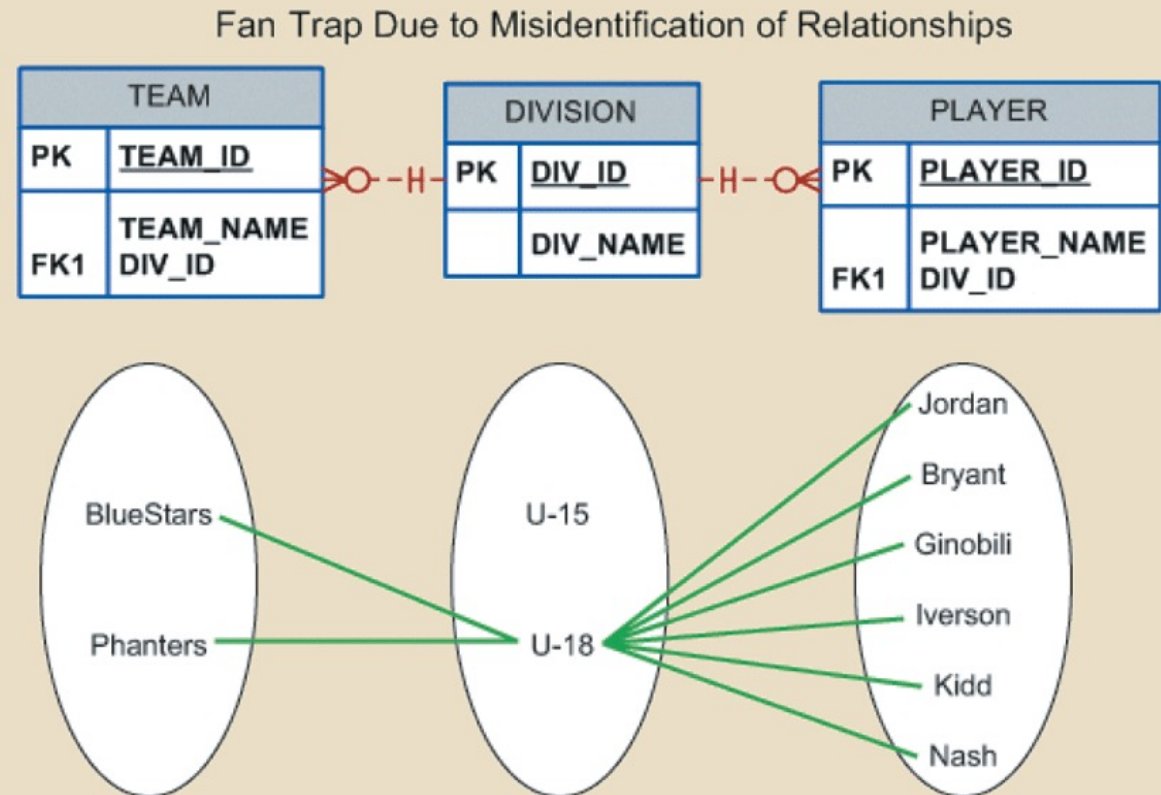 Fan Trap Due to Misidentification of Relationships
TEAM
PK TEAM_ID
TEAM_NAME
FK1 DIV_ID
DIVISION
PK DIV_ID
DIV_NAME
PLAYER
PK PLAYER_ID
PLAYER_NAME
FK1 DIV_ID
BlueStars
Phanters
U-15
U-18
Jordan
Bryant
Ginobili
Iverson
Kidd
Nash